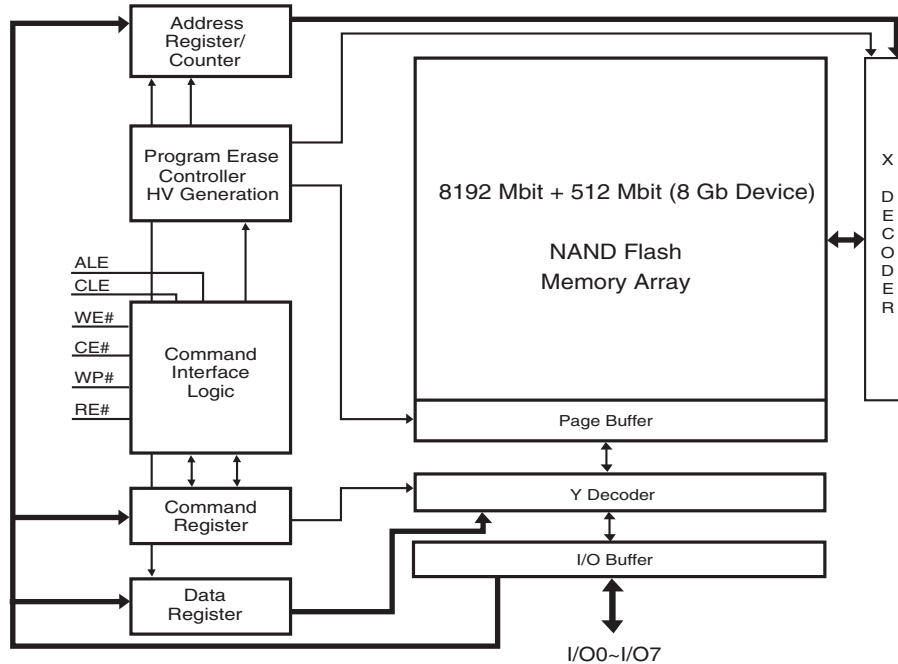 Address
Register/
Counter
Program Erase
Controller
HV Generation
ALE
CLE
WE#
CE#
WP#
RE#
Command
Interface
Logic
Command
Register
Data
Register
8192 Mbit + 512 Mbit (8 Gb Device)
NAND Flash
Memory Array
Page Buffer
Y Decoder
I/O Buffer
I/O0~I/O7
X
DECODER